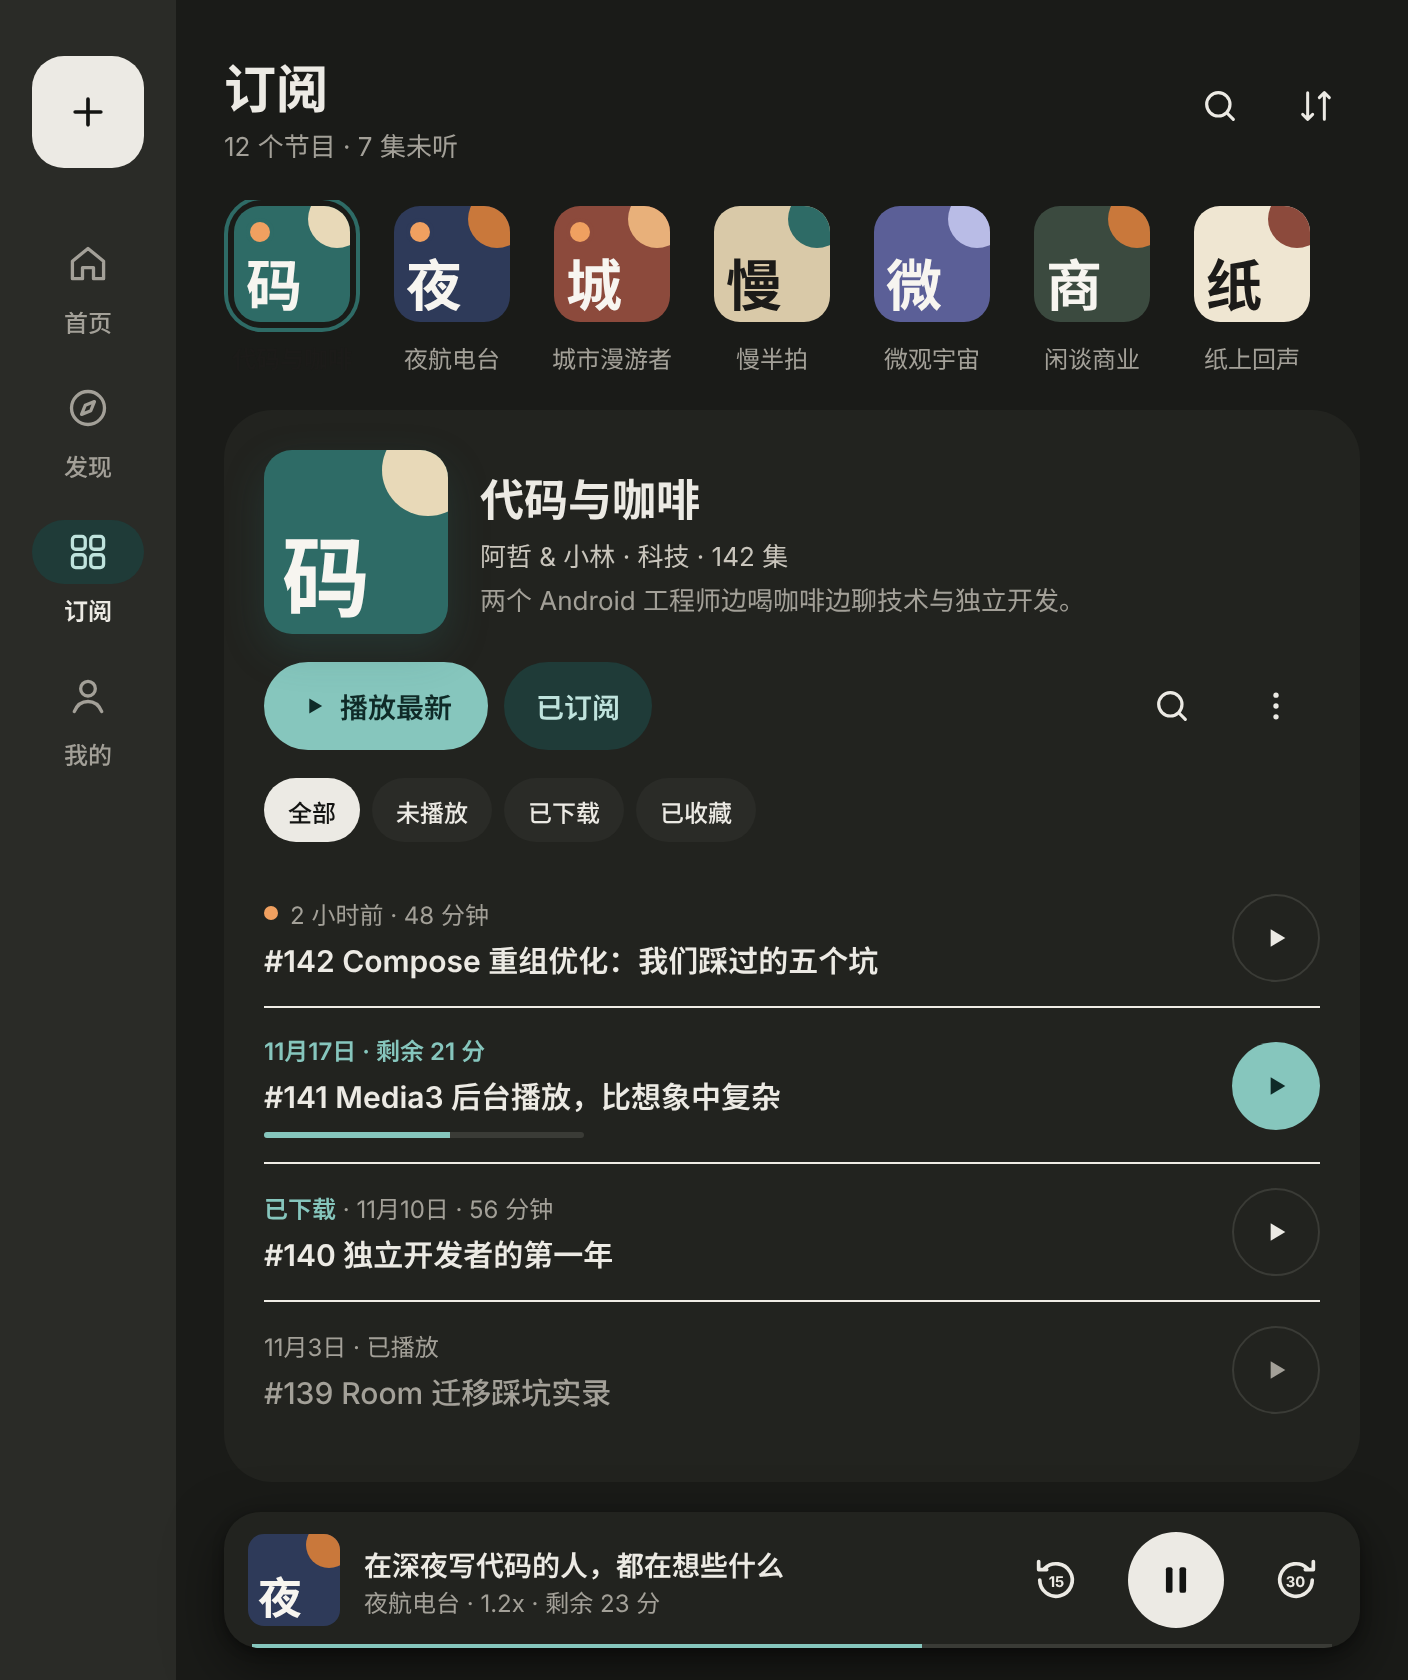 首页
发现
订阅
我的
订阅
12 个节目 · 7 集未听
码
夜
城
慢
微
商
纸
夜航电台
城市漫游者
慢半拍
微观宇宙
闲谈商业
纸上回声
码
代码与咖啡
阿哲 & 小林 · 科技 · 142 集
两个 Android 工程师边喝咖啡边聊技术与独立开发。
播放最新
已订阅
全部
未播放
已下载
已收藏
2 小时前 · 48 分钟
#142 Compose 重组优化：我们踩过的五个坑
11月17日 · 剩余 21 分
#141 Media3 后台播放，比想象中复杂
已下载 · 11月10日 · 56 分钟
#140 独立开发者的第一年
11月3日 · 已播放
#139 Room 迁移踩坑实录
夜
在深夜写代码的人，都在想些什么
夜航电台 · 1.2x · 剩余 23 分
15
30